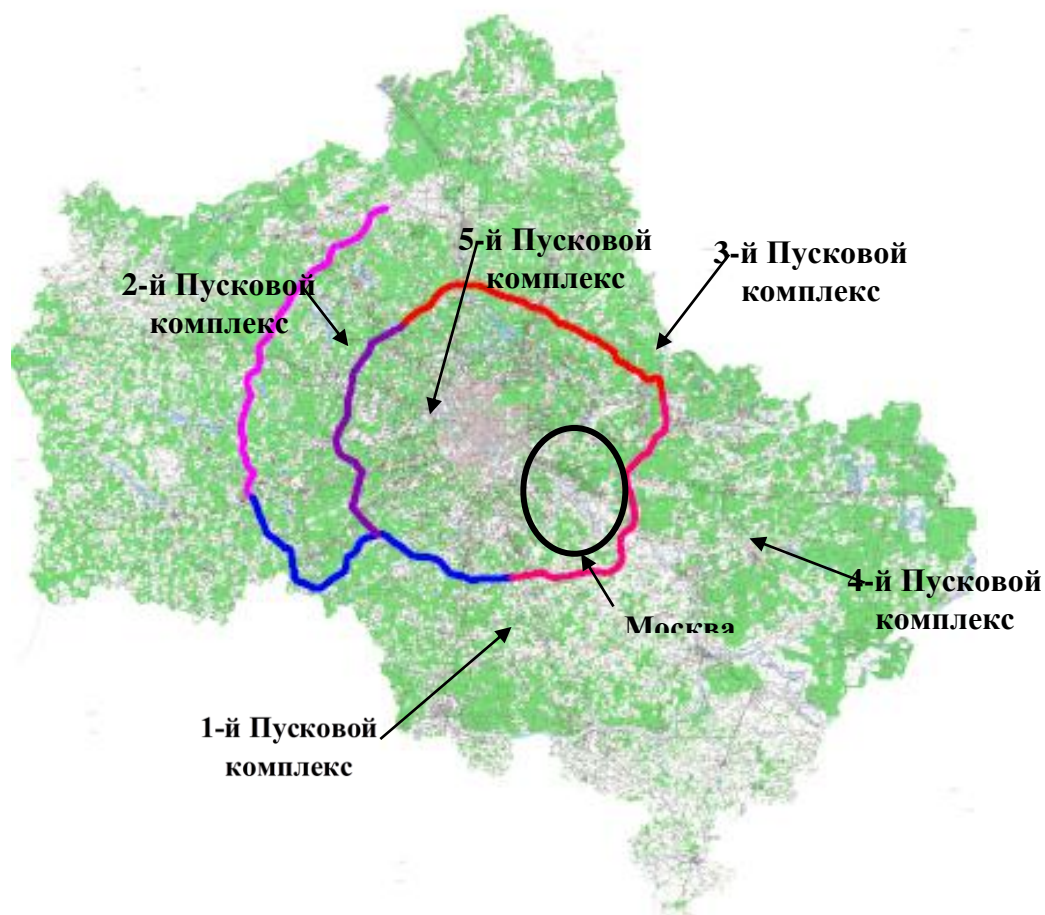 5-й Пусковой
комплекс
3-й Пусковой
комплекс
2-й Пусковой
комплекс
4-й Пусковой
комплекс
Москва
1-й Пусковой
комплекс